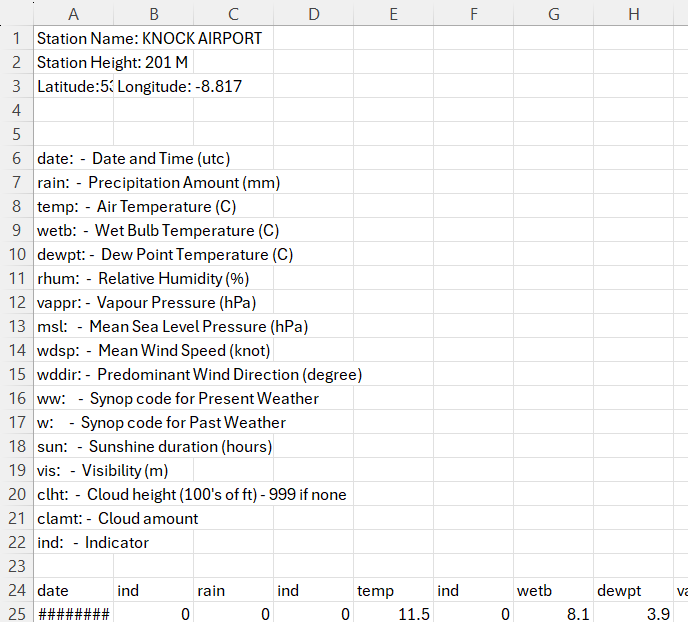 A B C D E F G H
1 Station Name: KNOCK AIRPORT
2 Station Height: 201 M
3 Latitude:53 Longitude: -8.817
4
5
6 date: - Date and Time (utc)
7 rain: - Precipitation Amount (mm)
8 temp: - Air Temperature (C)
9 wetb: - Wet Bulb Temperature (C)
10 dewpt: - Dew Point Temperature (C)
11 rhum: - Relative Humidity (%)
12 vappr: - Vapour Pressure (hPa)
13 msl: - Mean Sea Level Pressure (hPa)
14 wdsp: - Mean Wind Speed (knot)
15 wddir: - Predominant Wind Direction (degree)
16 ww: - Synop code for Present Weather
17 w: - Synop code for Past Weather
18 sun: - Sunshine duration (hours)
19 vis: - Visibility (m)
20 clht: - Cloud height (100's of ft) - 999 if none
21 clamt: - Cloud amount
22 ind: - Indicator
23
24 date ind rain ind temp ind wetb dewpt
25 ######## 0 0 0 11.5 0 8.1 3.9